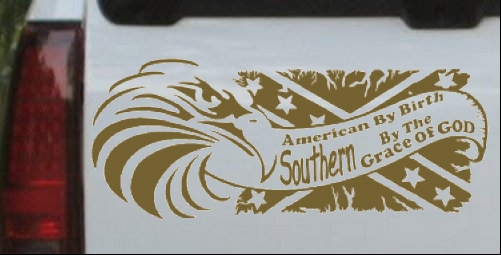 American By Birth
Southern By The
Grace Of GOD